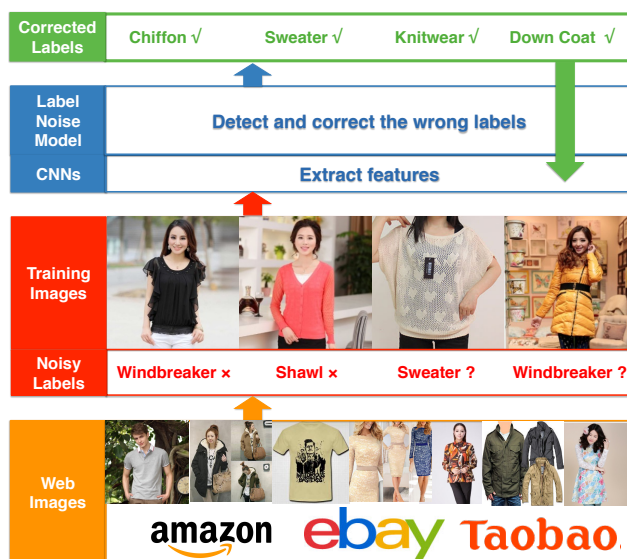 Corrected
Labels
Chiffon √ Sweater √ Knitwear √ Down Coat √
Label
Noise
Model
Detect and correct the wrong labels
CNNs
Extract features
Training
Images
Noisy
Labels
Windbreaker × Shawl × Sweater ? Windbreaker ?
Web
Images
amazon ebay Taobao.